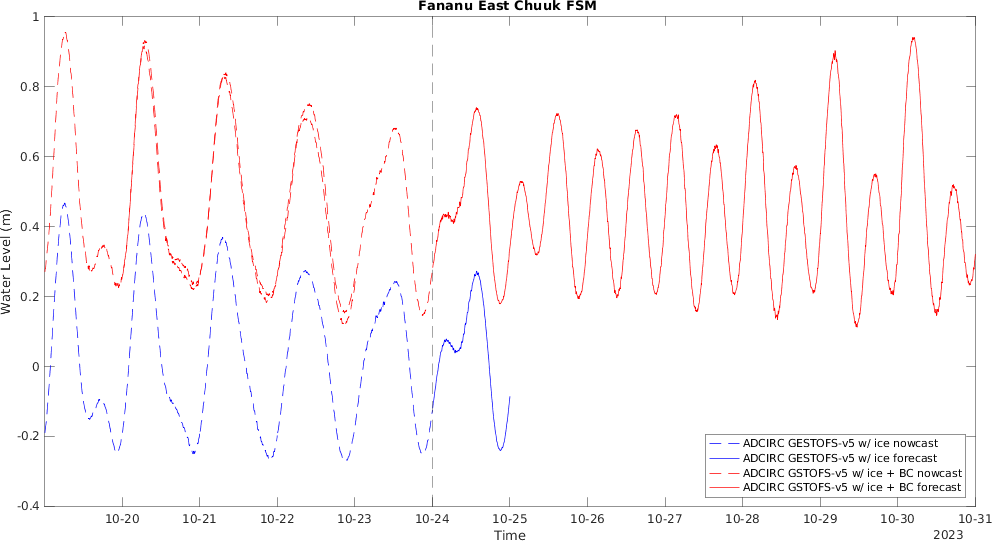 Fananu East Chuuk FSM
1
0.8
0.6
0.4
0.2
0
-0.2
-0.4
Water Level (m)
ADCIRC GESTOFS-v5 w/ ice nowcast
ADCIRC GESTOFS-v5 w/ ice forecast
ADCIRC GSTOFS-v5 w/ ice + BC nowcast
ADCIRC GSTOFS-v5 w/ ice + BC forecast
10-20 10-21 10-22 10-23 10-24 10-25 10-26 10-27 10-28 10-29 10-30 10-31
Time
2023